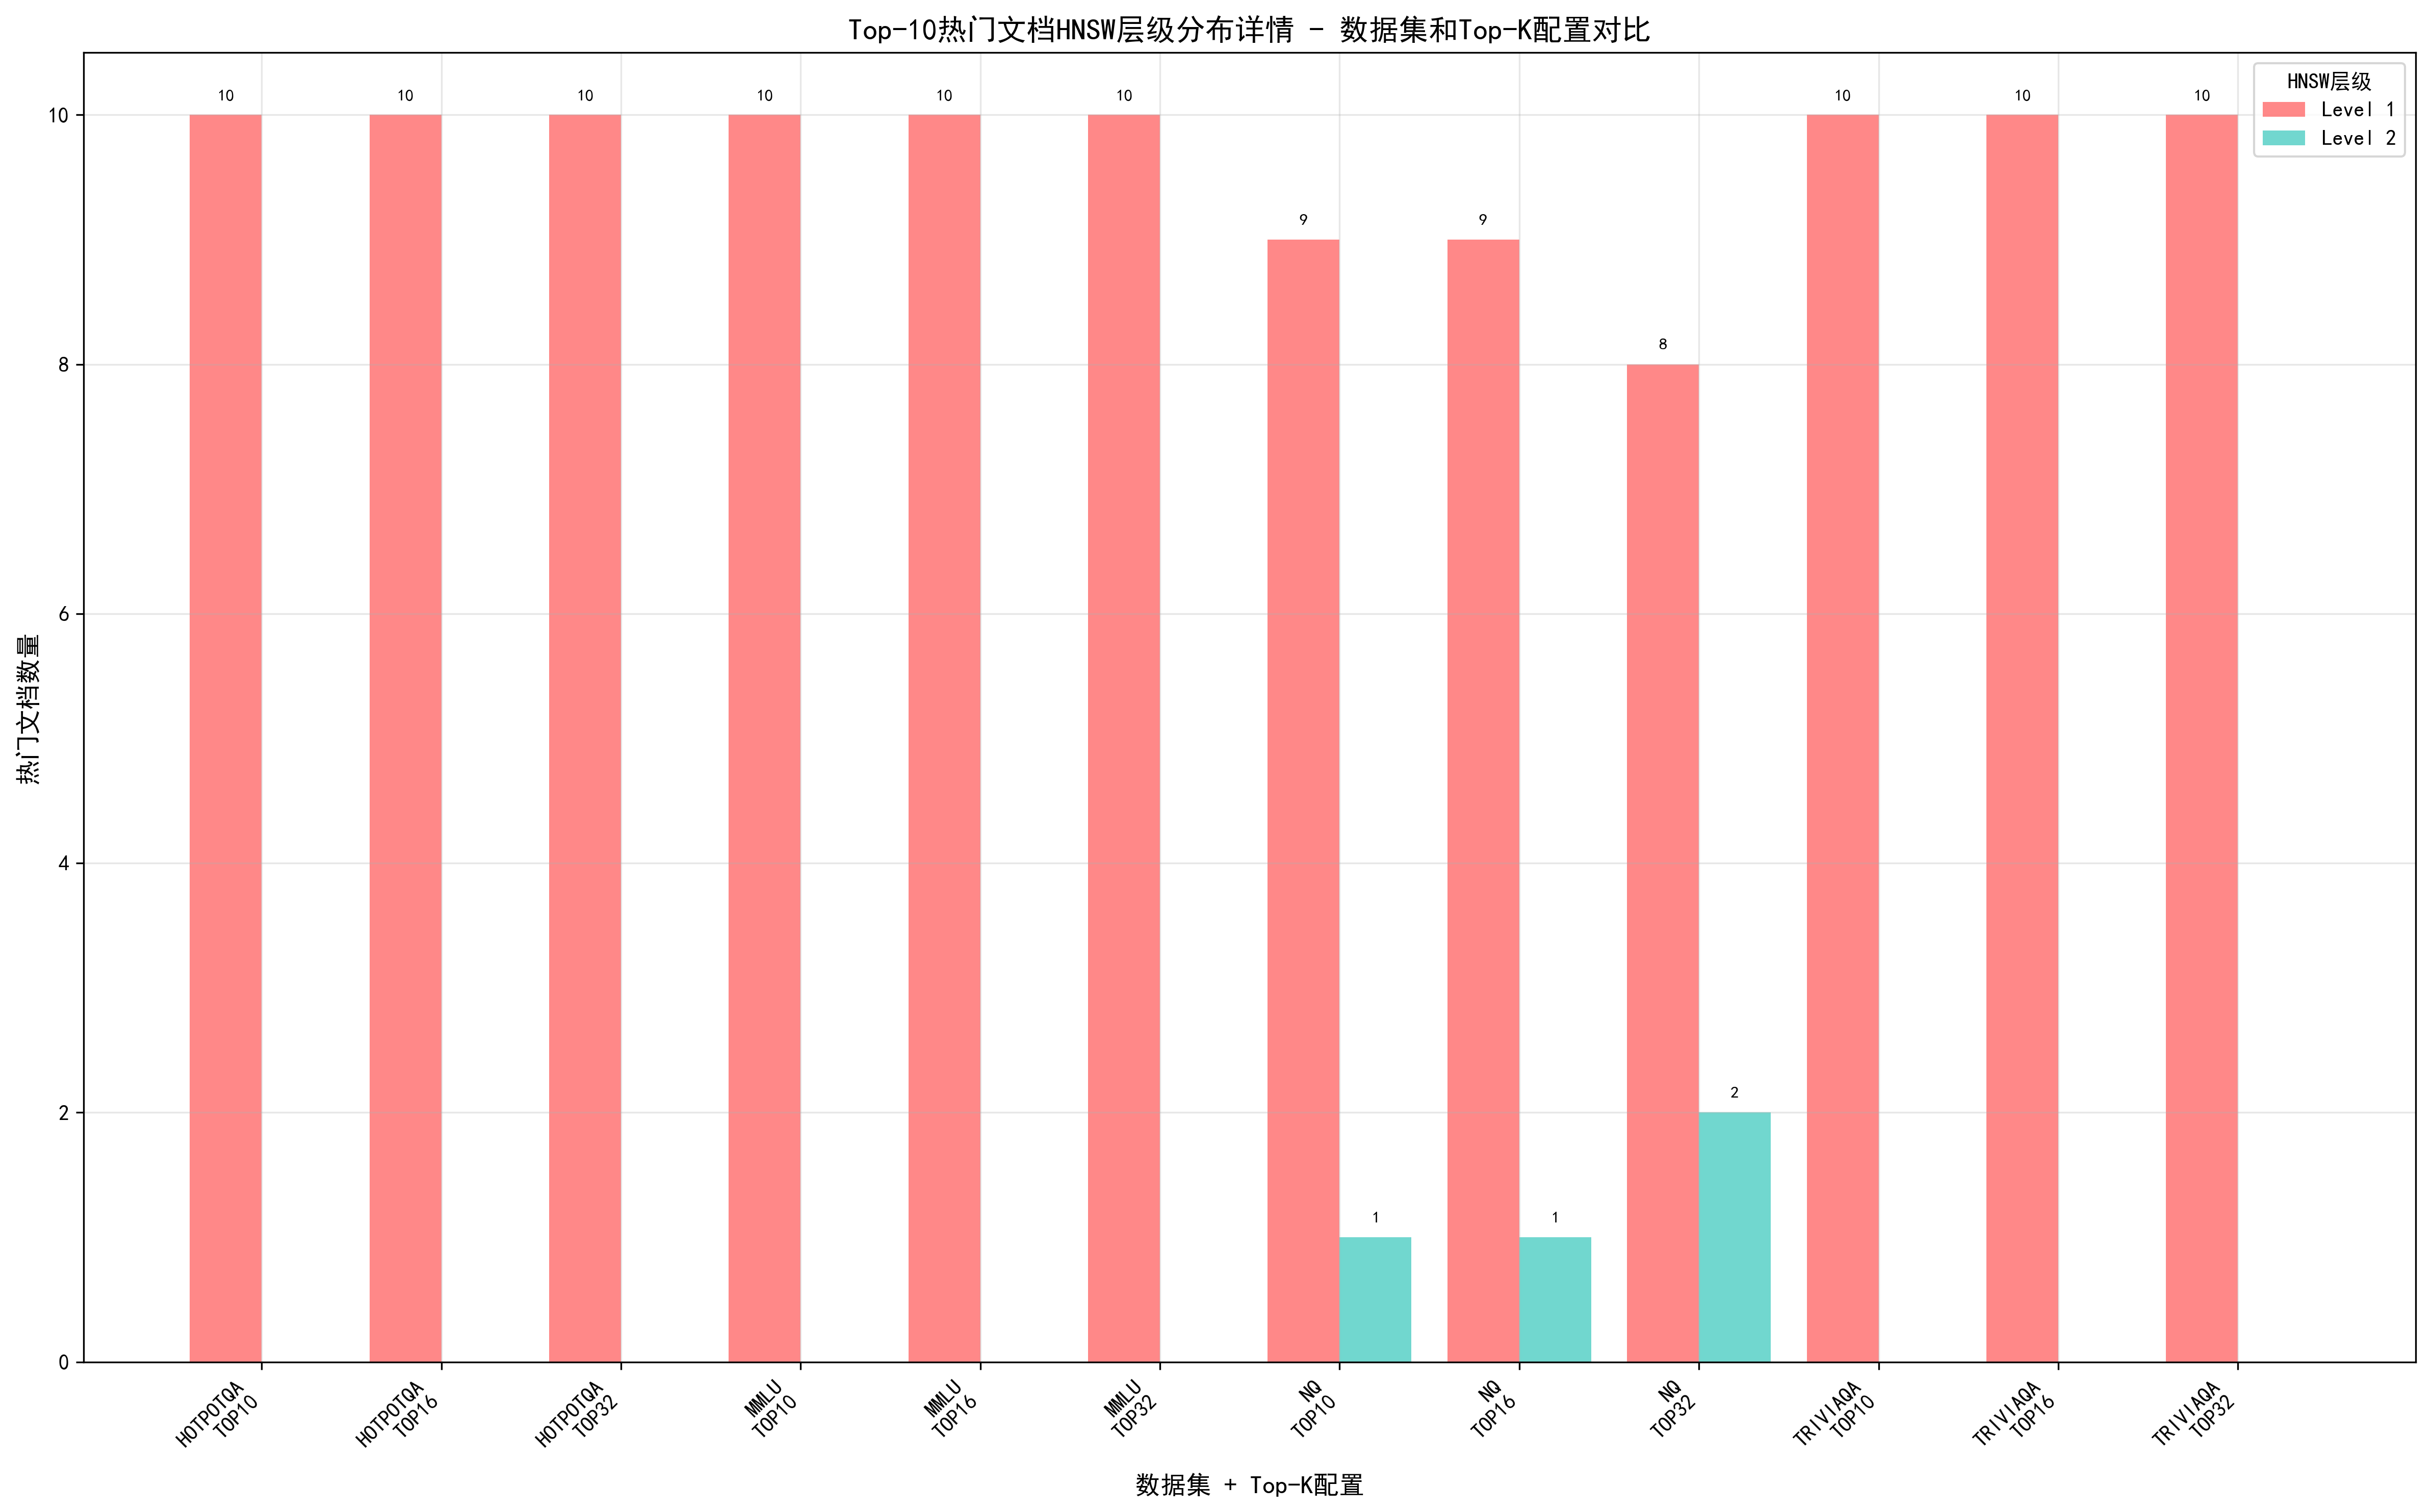 Top-10热门文档HNSW层级分布详情 - 数据集和Top-K配置对比
HNSW层级
Level 1
Level 2
10
10
10
10
10
10
9
9
8
10
10
10
1
1
2
10
8
6
4
2
0
热门文档数量
HOTPOTQA
TOP10
HOTPOTQA
TOP16
HOTPOTQA
TOP32
MMLU
TOP10
MMLU
TOP16
MMLU
TOP32
NQ
TOP10
NQ
TOP16
NQ
TOP32
TRIVIAQA
TOP10
TRIVIAQA
TOP16
TRIVIAQA
TOP32
数据集 + Top-K配置